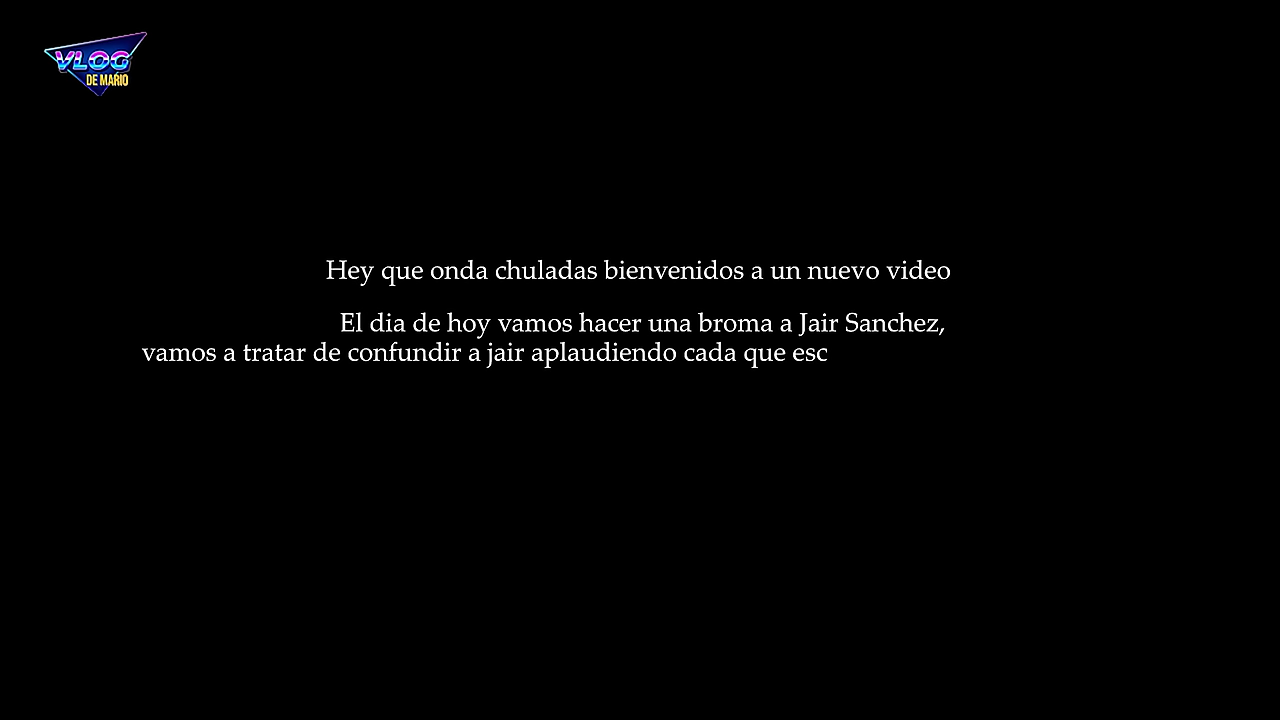 VLOG
DE MARIO
Hey que onda chuladas bienvenidos a un nuevo video
El dia de hoy vamos hacer una broma a Jair Sanchez,
vamos a tratar de confundir a jair aplaudiendo cada que esc